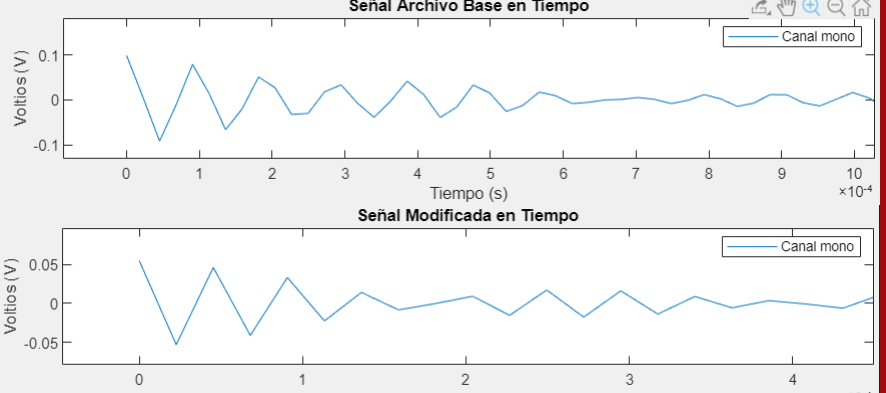 Señal Archivo Base en Tiempo
Canal mono
0.1
0
-0.1
Voltios (V)
0 1 2 3 4 5 6 7 8 9 10
Tiempo (s)
×10-4
Señal Modificada en Tiempo
Canal mono
0.05
0
-0.05
Voltios (V)
0 1 2 3 4